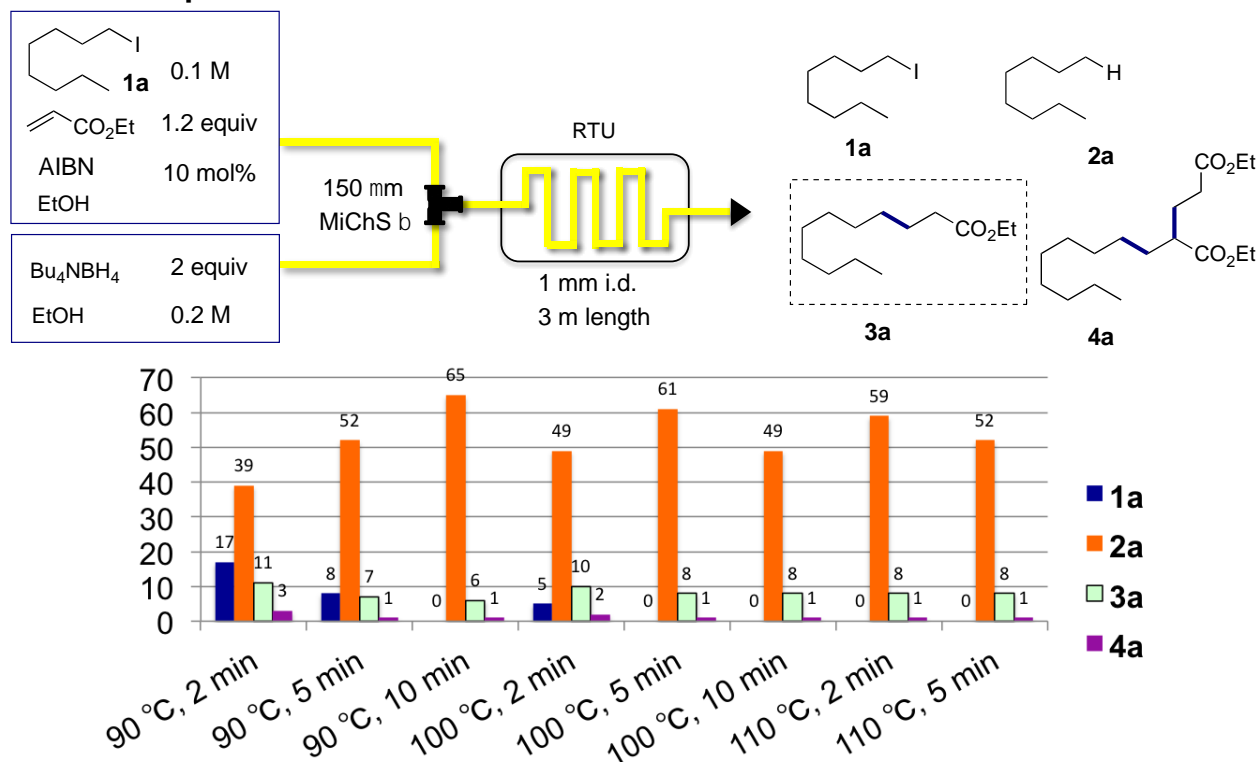 I
1a 0.1 M
CO₂Et 1.2 equiv
AIBN 10 mol%
EtOH
Bu₄NBH₄ 2 equiv
EtOH 0.2 M
150 mm
MiChS b
RTU
1 mm i.d.
3 m length
I
1a
H
2a
CO₂Et
3a
CO₂Et
CO₂Et
4a
70
60
50
40
30
20
10
0
17 39 11 3
8 52 7 1
0 65 6 1
5 49 10 2
0 61 8 1
0 49 8 1
0 59 8 1
0 52 8 1
90 °C, 2 min
90 °C, 5 min
90 °C, 10 min
100 °C, 2 min
100 °C, 5 min
100 °C, 10 min
110 °C, 2 min
110 °C, 5 min
1a
2a
3a
4a